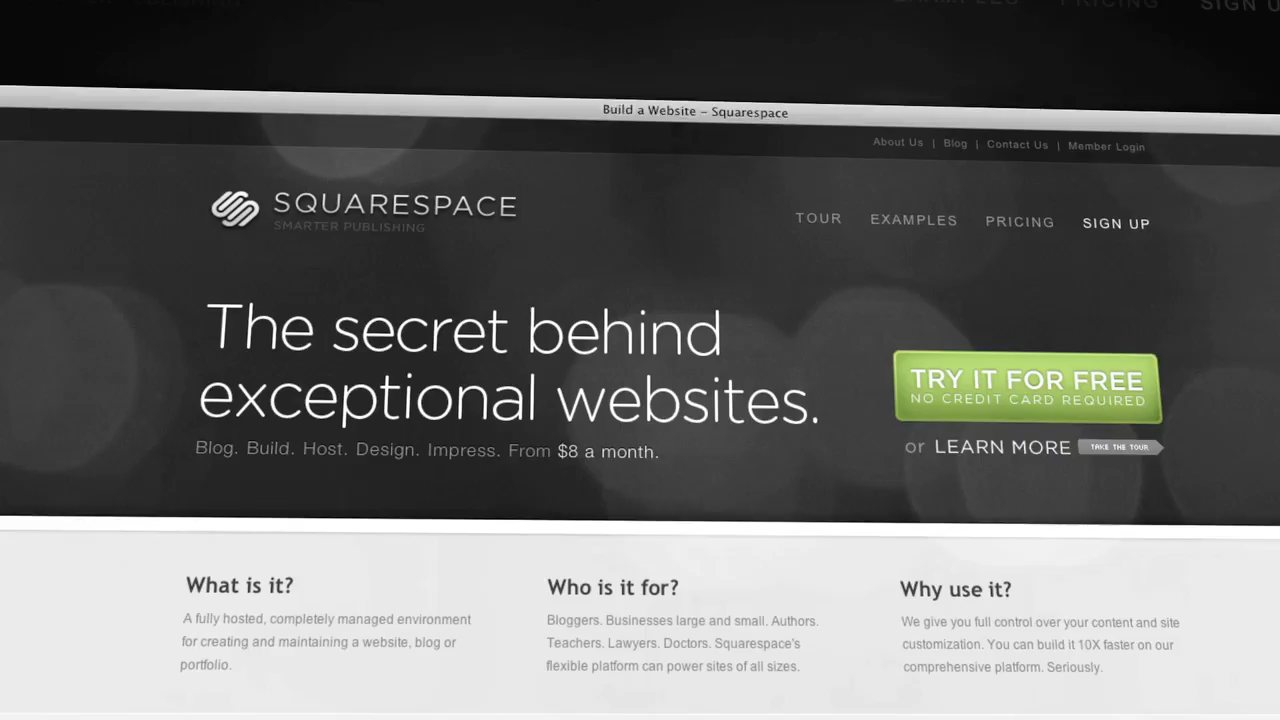 PRICING
SIGN U
Build a Website – Squarespace
About Us | Blog | Contact Us | Member Login
SQUARESPACE
SMARTER PUBLISHING
TOUR EXAMPLES PRICING SIGN UP
The secret behind
exceptional websites.
Blog. Build. Host. Design. Impress. From $8 a month.
TRY IT FOR FREE
NO CREDIT CARD REQUIRED
or LEARN MORE TAKE THE TOUR
What is it?
A fully hosted, completely managed environment
for creating and maintaining a website, blog or
portfolio.
Who is it for?
Bloggers. Businesses large and small. Authors.
Teachers. Lawyers. Doctors. Squarespace's
flexible platform can power sites of all sizes.
Why use it?
We give you full control over your content and site
customization. You can build it 10X faster on our
comprehensive platform. Seriously.